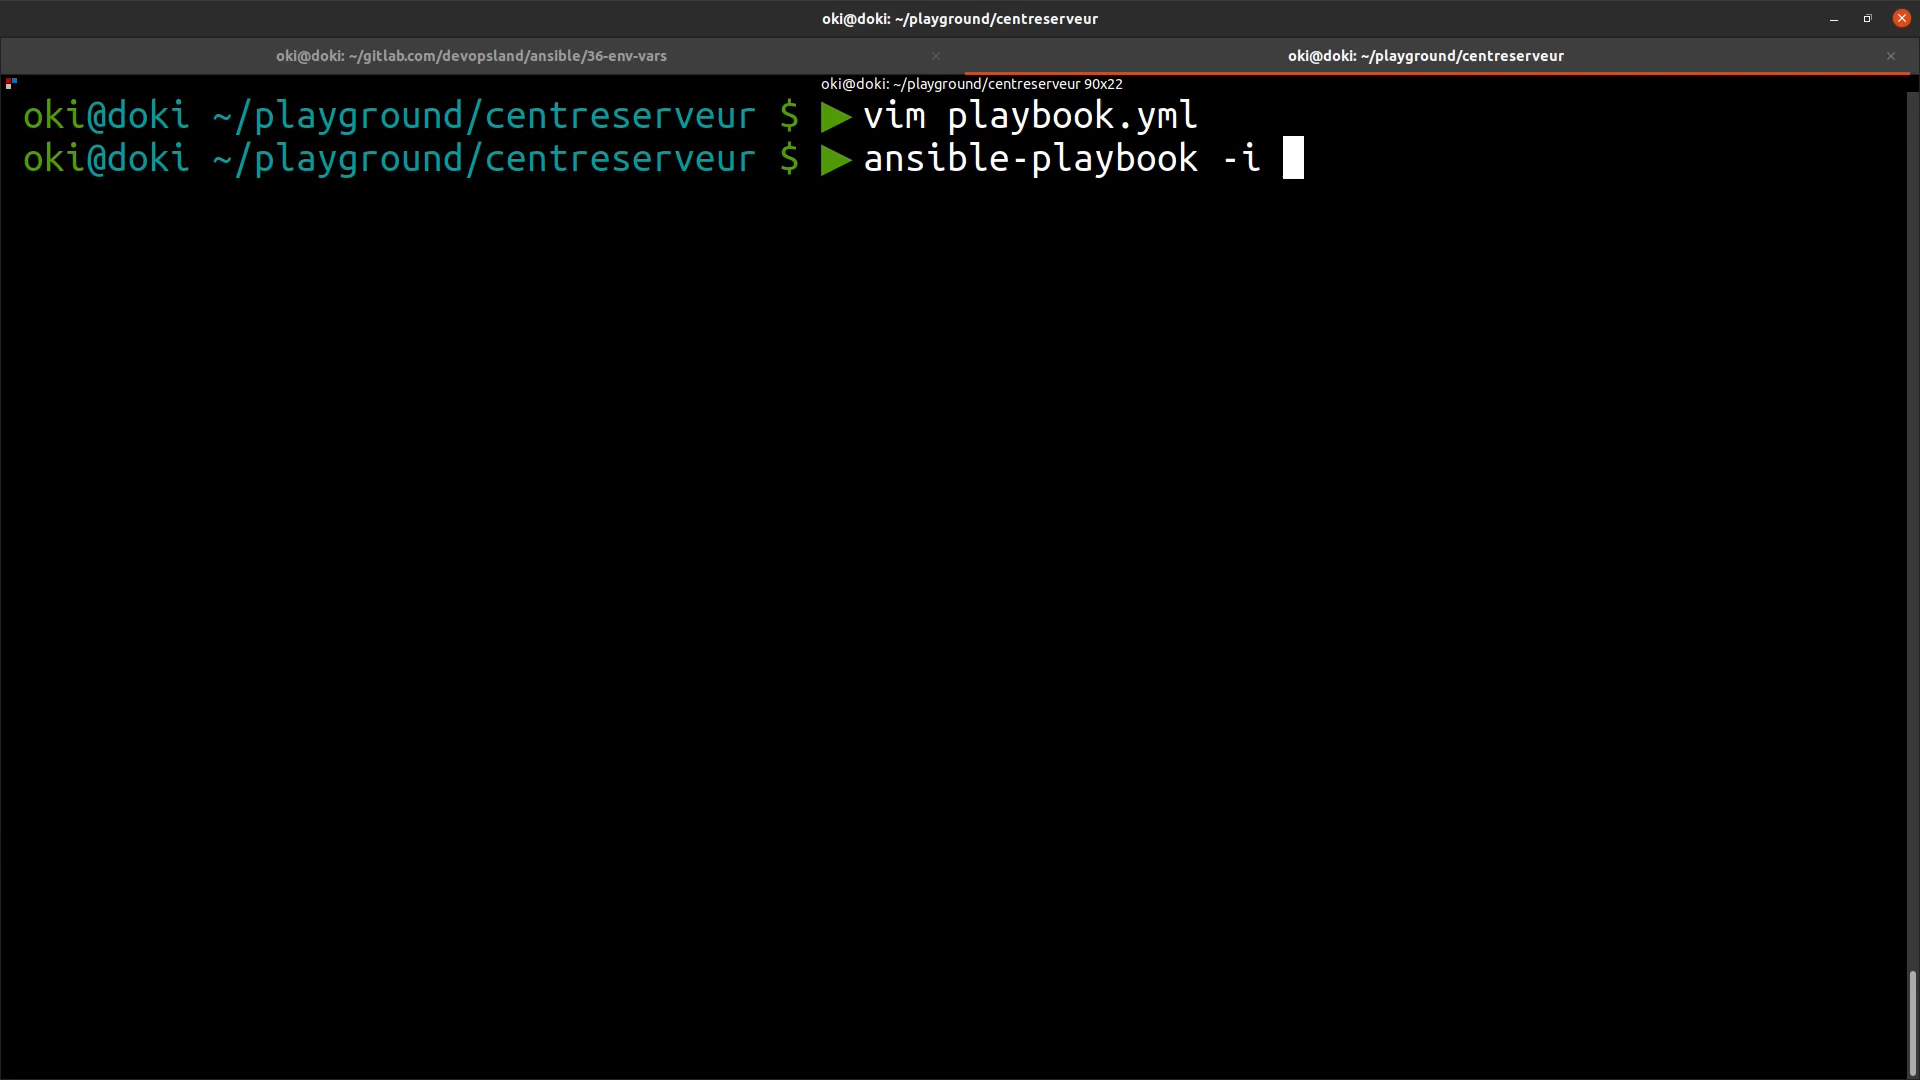 oki@doki: ~/playground/centreserveur
oki@doki: ~/gitlab.com/devopsland/ansible/36-env-vars
oki@doki: ~/playground/centreserveur
oki@doki: ~/playground/centreserveur 90x22
oki@doki ~/playground/centreserveur $ ▶ vim playbook.yml
oki@doki ~/playground/centreserveur $ ▶ ansible-playbook -i